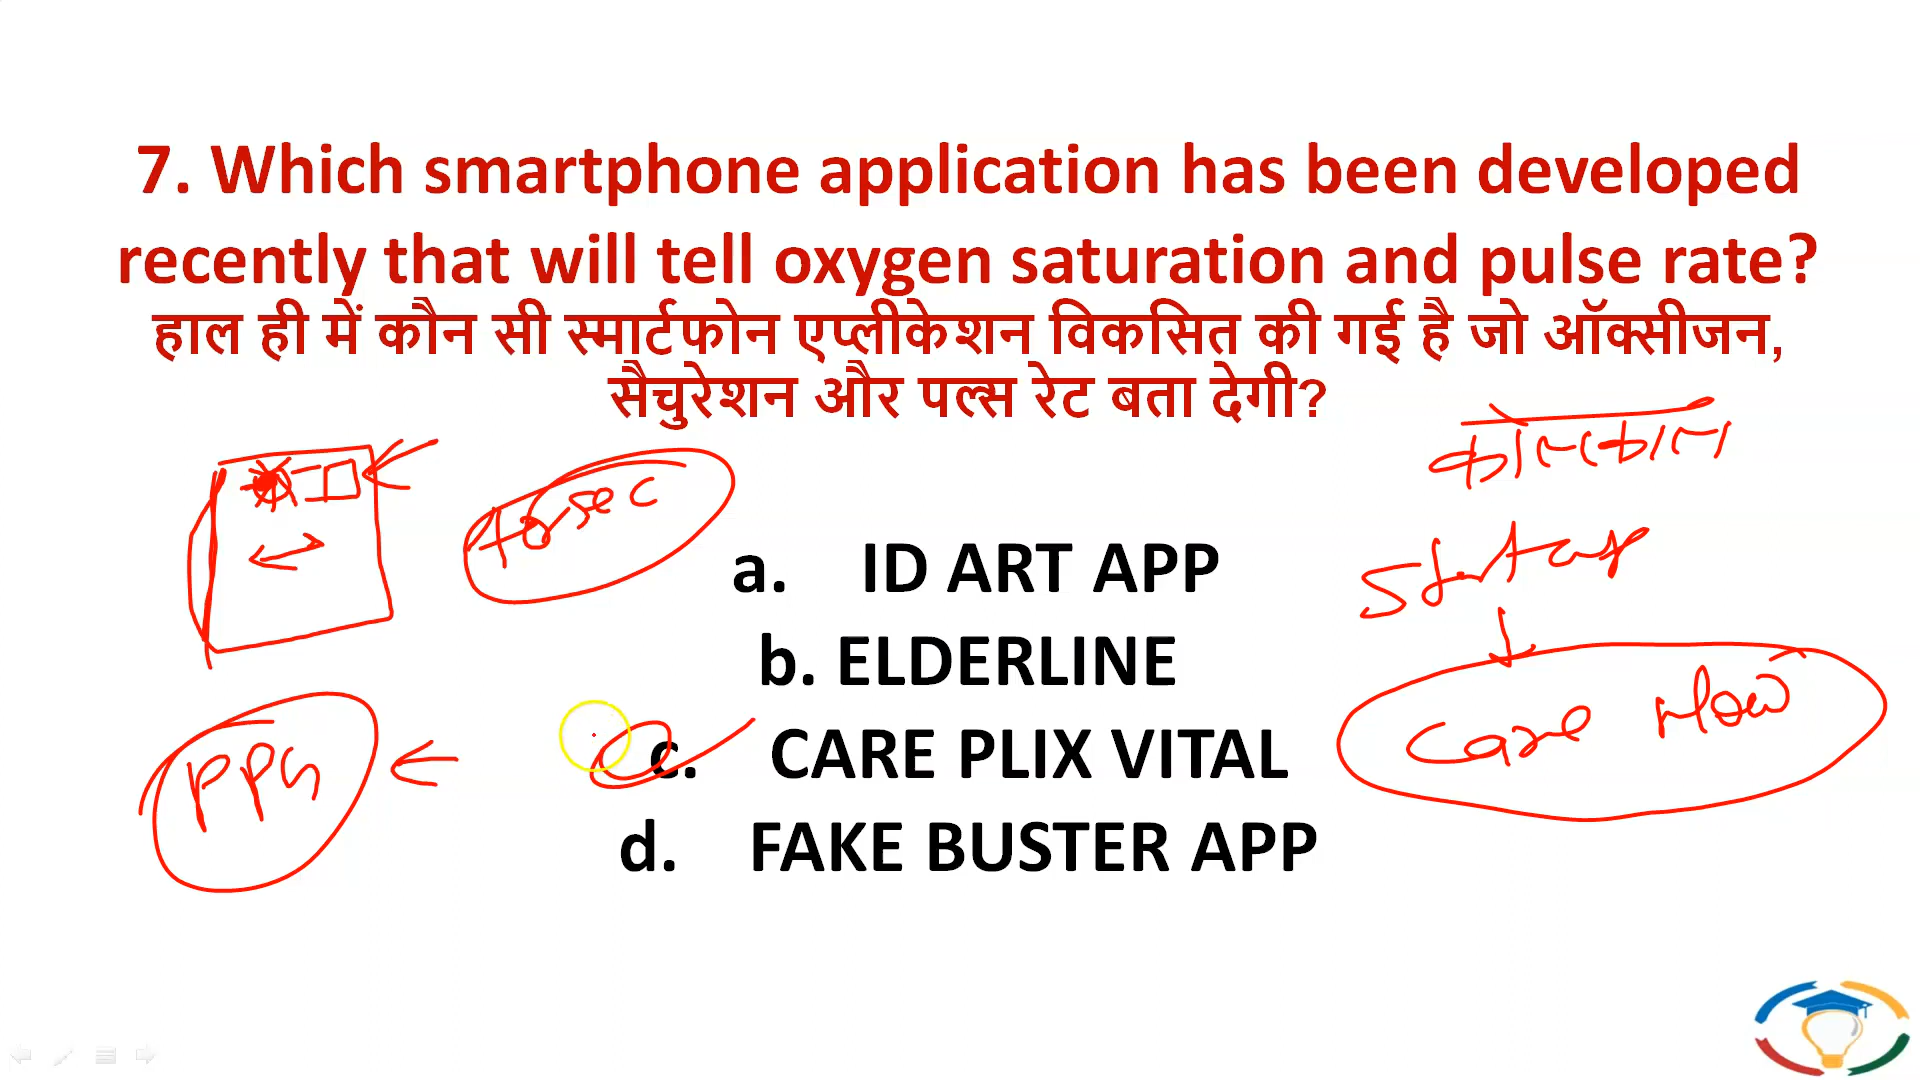 7. Which smartphone application has been developed
recently that will tell oxygen saturation and pulse rate?
हाल ही में कौन सी स्मार्टफोन एप्लीकेशन विकसित की गई है जो ऑक्सीजन,
सैचुरेशन और पल्स रेट बता देगी?
40 sec
a. ID ART APP
Startup
b. ELDERLINE
Care Now
c. CARE PLIX VITAL
PPG
d. FAKE BUSTER APP